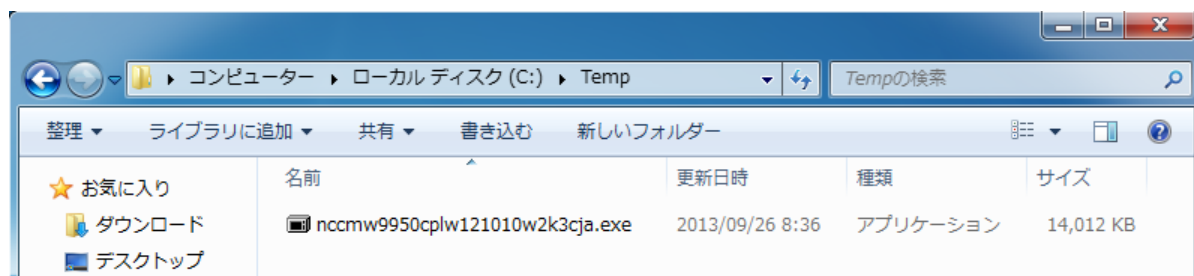 コンピューター ▸ ローカル ディスク (C:) ▸ Temp
Tempの検索
整理 ライブラリに追加 共有 書き込む 新しいフォルダー
お気に入り
ダウンロード
デスクトップ
名前 更新日時 種類 サイズ
nccmw9950cplw121010w2k3cja.exe 2013/09/26 8:36 アプリケーション 14,012 KB